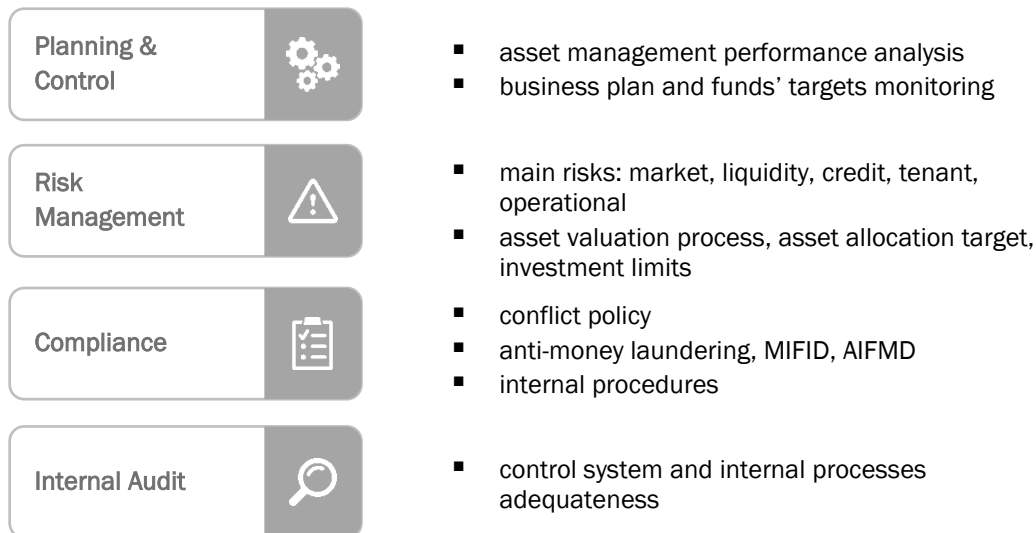 Planning &
Control
■ asset management performance analysis
■ business plan and funds’ targets monitoring
Risk
Management
■ main risks: market, liquidity, credit, tenant,
operational
■ asset valuation process, asset allocation target,
investment limits
Compliance
■ conflict policy
■ anti-money laundering, MIFID, AIFMD
■ internal procedures
Internal Audit
■ control system and internal processes
adequateness